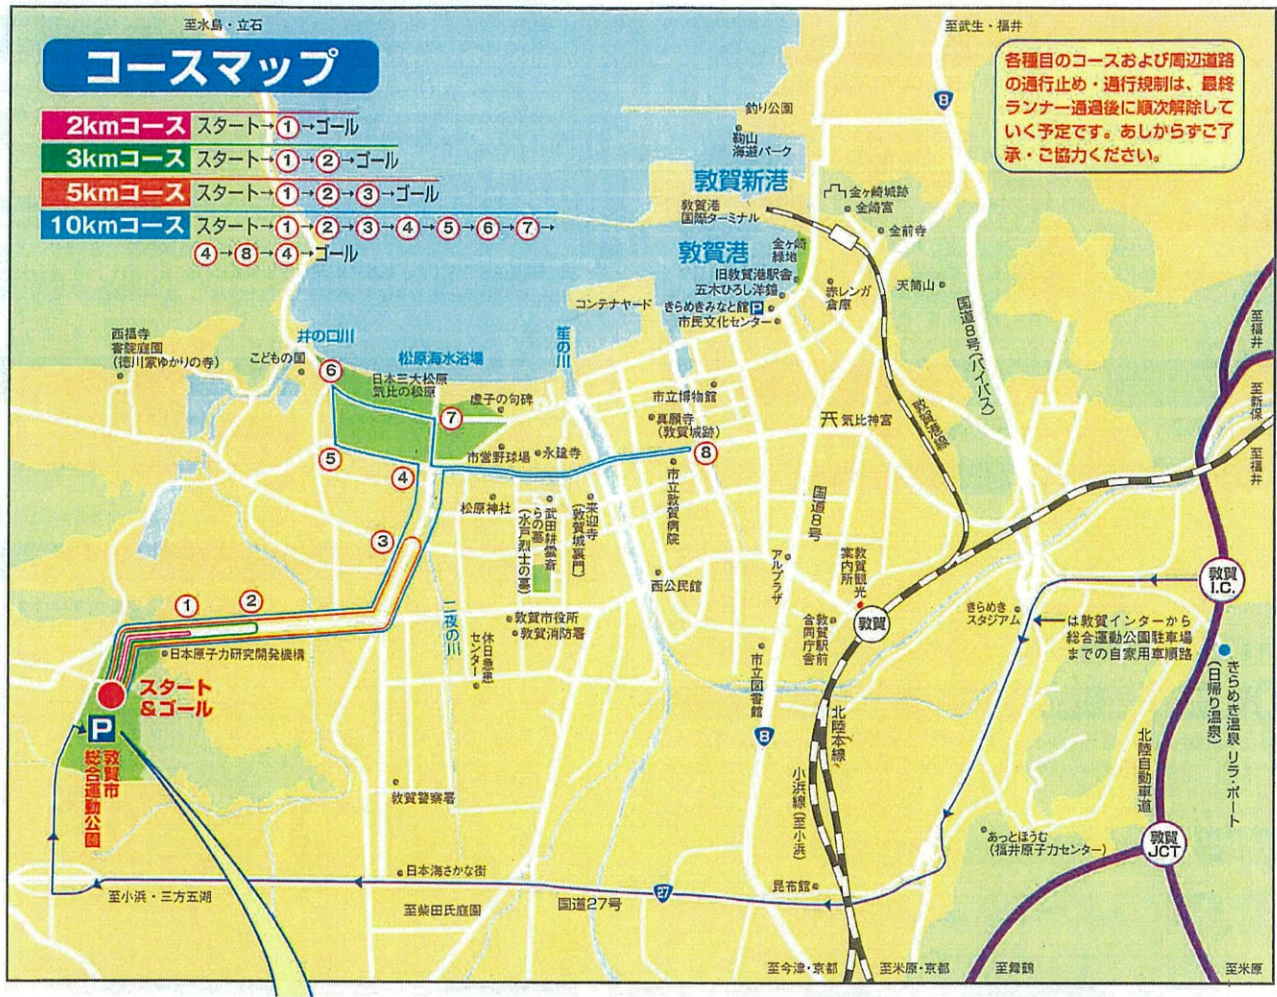 至水島・立石
至武生・福井
コースマップ
各種目のコースおよび周辺道路
の通行止め・通行規制は、最終
ランナー通過後に順次解除して
いく予定です。あしからずご了
承・ご協力ください。
2kmコース スタート→①→ゴール
3kmコース スタート→①→②→ゴール
5kmコース スタート→①→②→③→ゴール
10kmコース スタート→①→②→③→④→⑤→⑥→⑦→
④→⑧→④→ゴール
8
釣り公園
鞠山
海遊パーク
敦賀新港
敦賀港
国際ターミナル
金ヶ崎城跡
金崎宮
金前寺
敦賀港
金ヶ崎
緑地
旧敦賀港駅舎
五木ひろし洋館
きらめきみなと館 P
市民文化センター
赤レンガ
倉庫
天筒山
国道8号(バイパス)
コンテナヤード
笙の川
井の口川
松原海水浴場
西福寺
書院庭園
(徳川家ゆかりの寺)
こどもの国
⑥
日本三大松原
気比の松原
虚子の句碑
⑦
市立博物館
真願寺
(敦賀城跡)
気比神宮
敦賀港線
至福井
至新保
至福井
⑤
④
市営野球場
永建寺
⑧
松原神社
武田耕雲斎
らの墓
(水戸烈士の墓)
来迎寺
(敦賀城裏門)
市立敦賀病院
国道8号
③
アルプラザ
敦賀観光
案内所
敦賀
I.C.
①
②
西公民館
敦賀
きらめき
スタジアム
←は敦賀インターから
総合運動公園駐車場
までの自家用車順路
二夜の川
敦賀市役所
敦賀消防署
休日急患
センター
敦賀駅前
合同庁舎
日本原子力研究開発機構
スタート
&ゴール
P
敦賀市
総合運動公園
市立図書館
8
北陸本線
小浜線(至小浜)
北陸自動車道
きらめき温泉 リラ・ポート
(日帰り温泉)
敦賀警察署
あっとほうむ
(福井原子力センター)
敦賀
JCT
日本海さかな街
至小浜・三方五湖
至柴田氏庭園
国道27号
27
昆布館
至今津・京都
至米原・京都
至舞鶴
至米原